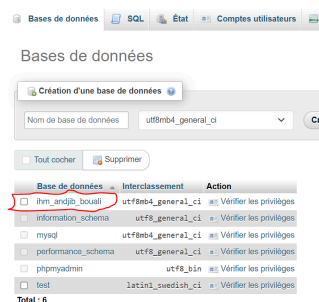 Bases de données SQL État Comptes utilisateurs
Bases de données
Création d'une base de données
Nom de base de données utf8mb4_general_ci
Tout cocher Supprimer
Base de données Interclassement Action
ihm_andjib_bouali utf8mb4_general_ci Vérifier les privilèges
information_schema utf8_general_ci Vérifier les privilèges
mysql utf8mb4_general_ci Vérifier les privilèges
performance_schema utf8_general_ci Vérifier les privilèges
phpmyadmin utf8_bin Vérifier les privilèges
test latin1_swedish_ci Vérifier les privilèges
Total : 6